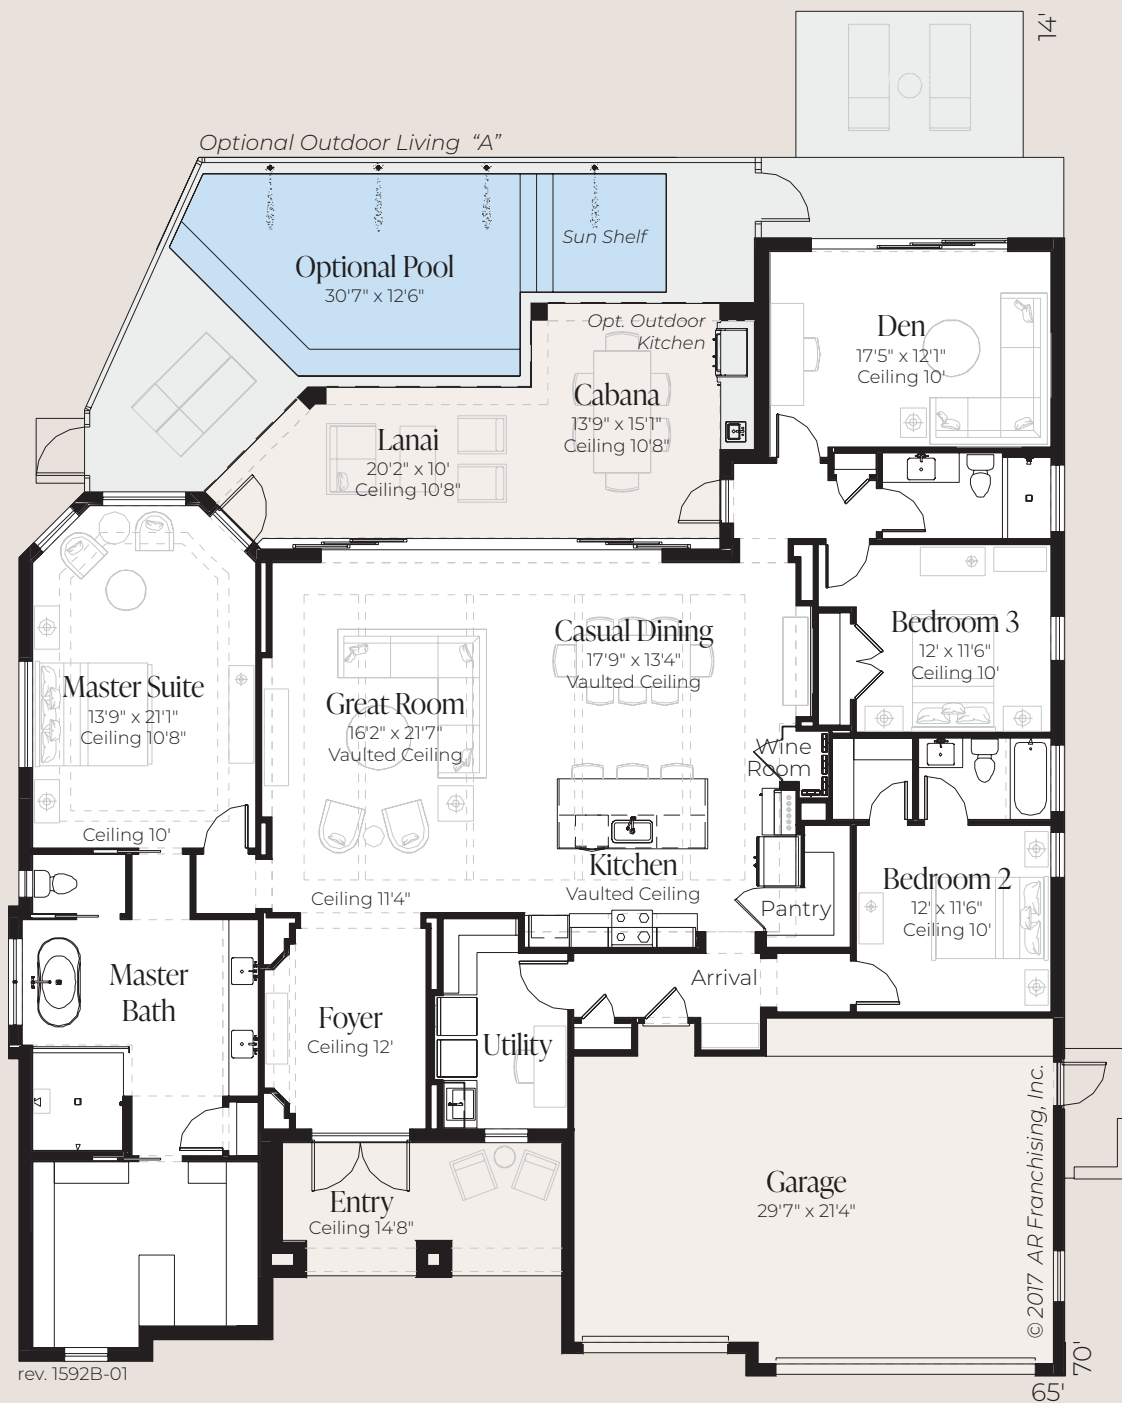 14'
Optional Outdoor Living “A”
Sun Shelf
Optional Pool
30'7" x 12'6"
Opt. Outdoor
Kitchen
Den
17'5" x 12'1"
Ceiling 10'
Cabana
13'9" x 15'1"
Ceiling 10'8"
Lanai
20'2" x 10'
Ceiling 10'8"
Bedroom 3
12' x 11'6"
Ceiling 10'
Casual Dining
17'9" x 13'4"
Vaulted Ceiling
Master Suite
13'9" x 21'1"
Ceiling 10'8"
Great Room
16'2" x 21'7"
Vaulted Ceiling
Wine
Room
Ceiling 10'
Kitchen
Vaulted Ceiling
Bedroom 2
12' x 11'6"
Ceiling 10'
Ceiling 11'4"
Pantry
Master
Bath
Arrival
Foyer
Ceiling 12'
Utility
Entry
Ceiling 14'8"
Garage
29'7" x 21'4"
© 2017 AR Franchising, Inc.
rev. 1592B-01
70'
65'